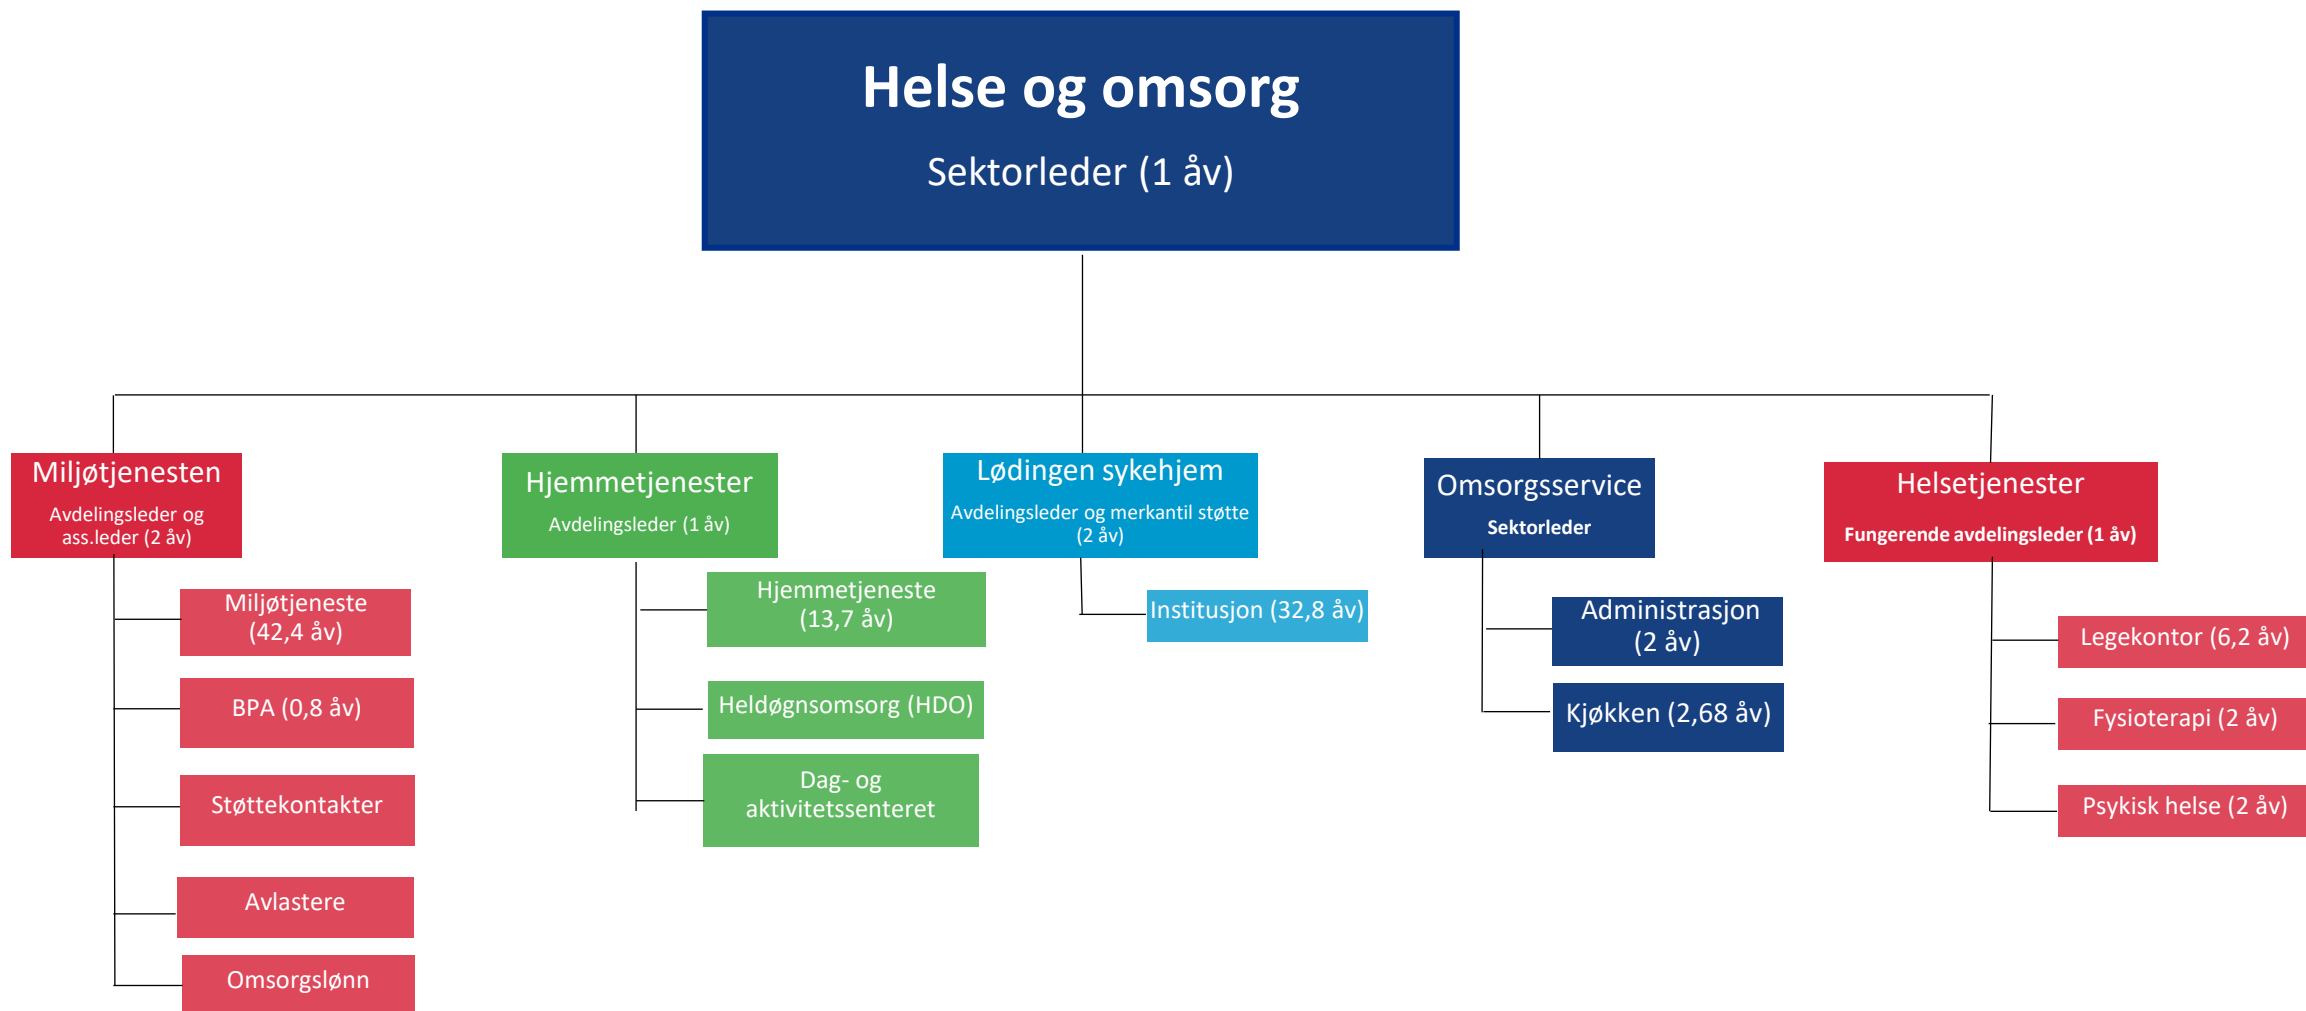 Helse og omsorg
Sektorleder (1 åv)
Miljøtjenesten
Avdelingsleder og
ass.leder (2 åv)
Miljøtjeneste
(42,4 åv)
BPA (0,8 åv)
Støttekontakter
Avlastere
Omsorgslønn
Hjemmetjenester
Avdelingsleder (1 åv)
Hjemmetjeneste
(13,7 åv)
Heldøgnsomsorg (HDO)
Dag- og
aktivitetssenteret
Lødingen sykehjem
Avdelingsleder og merkantil støtte
(2 åv)
Institusjon (32,8 åv)
Omsorgsservice
Sektorleder
Administrasjon
(2 åv)
Kjøkken (2,68 åv)
Helsetjenester
Fungerende avdelingsleder (1 åv)
Legekontor (6,2 åv)
Fysioterapi (2 åv)
Psykisk helse (2 åv)